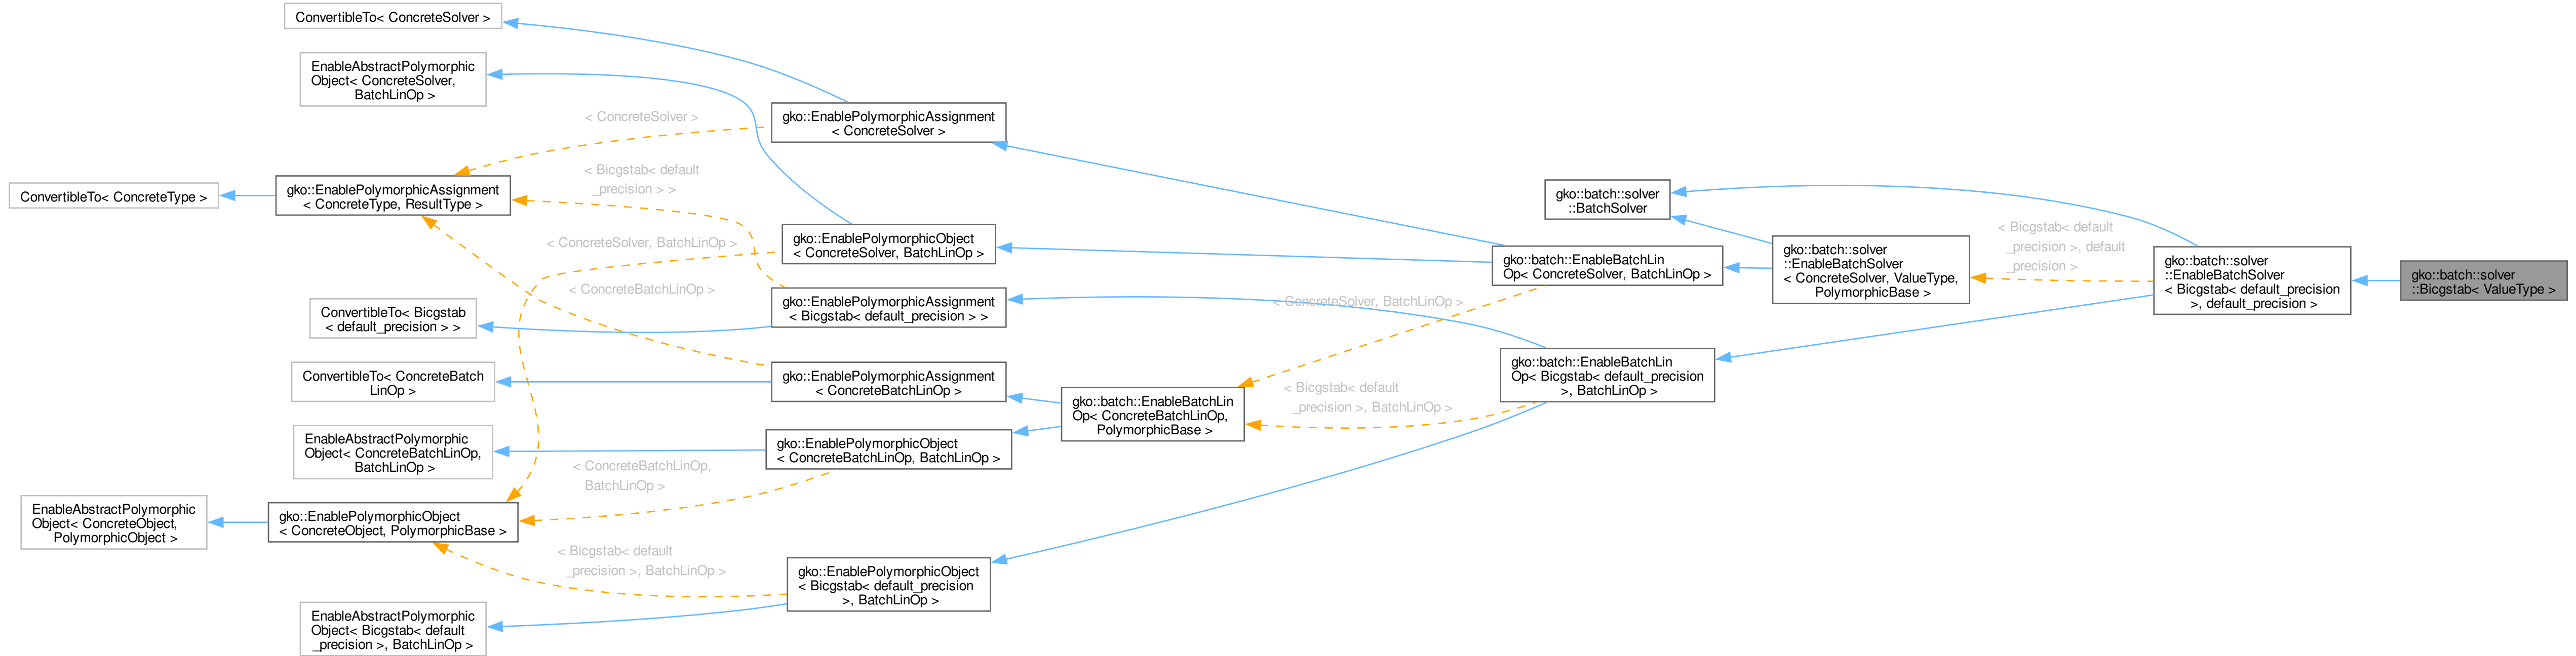 ConvertibleTo< ConcreteSolver >
EnableAbstractPolymorphic
Object< ConcreteSolver,
BatchLinOp >
ConvertibleTo< ConcreteType >
gko::EnablePolymorphicAssignment
< ConcreteType, ResultType >
ConvertibleTo< Bicgstab
< default_precision > >
ConvertibleTo< ConcreteBatch
LinOp >
EnableAbstractPolymorphic
Object< ConcreteBatchLinOp,
BatchLinOp >
EnableAbstractPolymorphic
Object< ConcreteObject,
PolymorphicObject >
gko::EnablePolymorphicObject
< ConcreteObject, PolymorphicBase >
EnableAbstractPolymorphic
Object< Bicgstab< default
_precision >, BatchLinOp >
< ConcreteSolver >
< Bicgstab< default
_precision > >
< ConcreteSolver, BatchLinOp >
< ConcreteBatchLinOp >
< ConcreteBatchLinOp,
BatchLinOp >
< Bicgstab< default
_precision >, BatchLinOp >
gko::EnablePolymorphicAssignment
< ConcreteSolver >
gko::EnablePolymorphicObject
< ConcreteSolver, BatchLinOp >
gko::EnablePolymorphicAssignment
< Bicgstab< default_precision > >
gko::EnablePolymorphicAssignment
< ConcreteBatchLinOp >
gko::EnablePolymorphicObject
< ConcreteBatchLinOp, BatchLinOp >
gko::EnablePolymorphicObject
< Bicgstab< default_precision
>, BatchLinOp >
gko::batch::EnableBatchLin
Op< ConcreteBatchLinOp,
PolymorphicBase >
< ConcreteSolver, BatchLinOp >
< Bicgstab< default
_precision >, BatchLinOp >
gko::batch::solver
::BatchSolver
gko::batch::EnableBatchLin
Op< ConcreteSolver, BatchLinOp >
gko::batch::EnableBatchLin
Op< Bicgstab< default_precision
>, BatchLinOp >
gko::batch::solver
::EnableBatchSolver
< ConcreteSolver, ValueType,
PolymorphicBase >
< Bicgstab< default
_precision >, default
_precision >
gko::batch::solver
::EnableBatchSolver
< Bicgstab< default_precision
>, default_precision >
gko::batch::solver
::Bicgstab< ValueType >